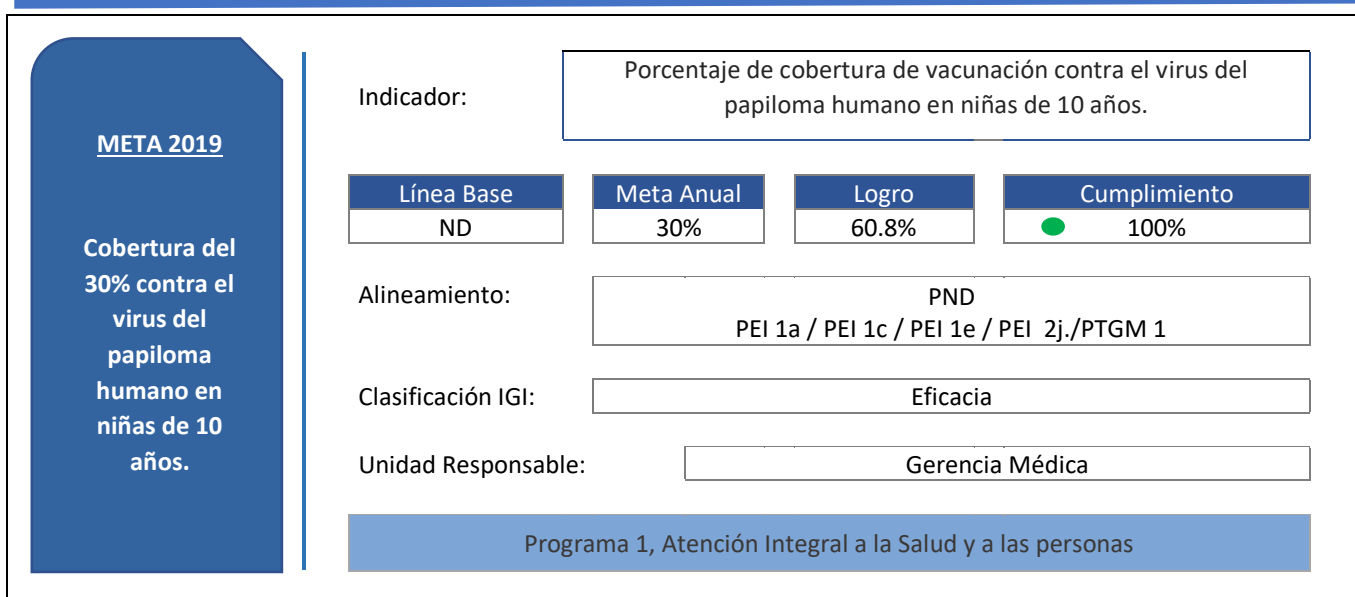 META 2019
Cobertura del
30% contra el
virus del
papiloma
humano en
niñas de 10
años.
Indicador:
Porcentaje de cobertura de vacunación contra el virus del
papiloma humano en niñas de 10 años.
Línea Base
Meta Anual
Logro
Cumplimiento
ND
30%
60.8%
100%
Alineamiento:
PND
PEI 1a / PEI 1c / PEI 1e / PEI 2j./PTGM 1
Clasificación IGI:
Eficacia
Unidad Responsable:
Gerencia Médica
Programa 1, Atención Integral a la Salud y a las personas